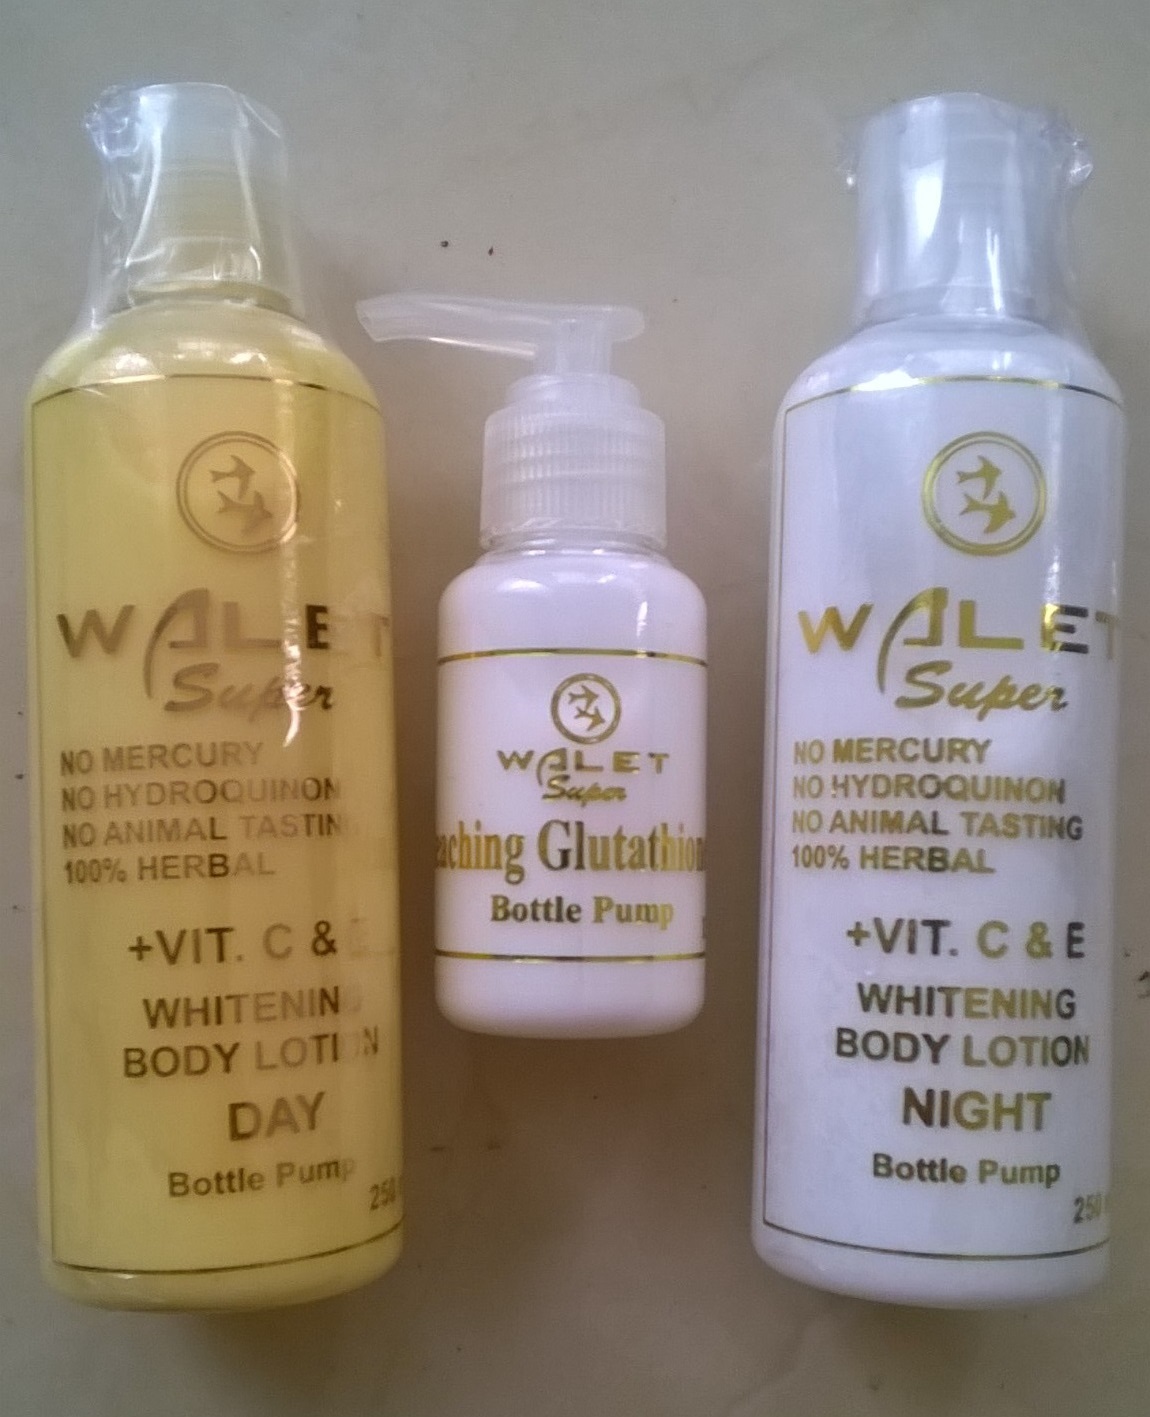 WALET
Super
NO MERCURY
NO HYDROQUINON
NO ANIMAL TASTIN
100% HERBAL
+VIT. C & E
WHITENING
BODY LOTION
DAY
Bottle Pump
250
WALET
Super
aching Glutathion
Bottle Pump
WALET
Super
NO MERCURY
NO HYDROQUINON
NO ANIMAL TASTING
100% HERBAL
+VIT. C & E
WHITENING
BODY LOTION
NIGHT
Bottle Pump
250